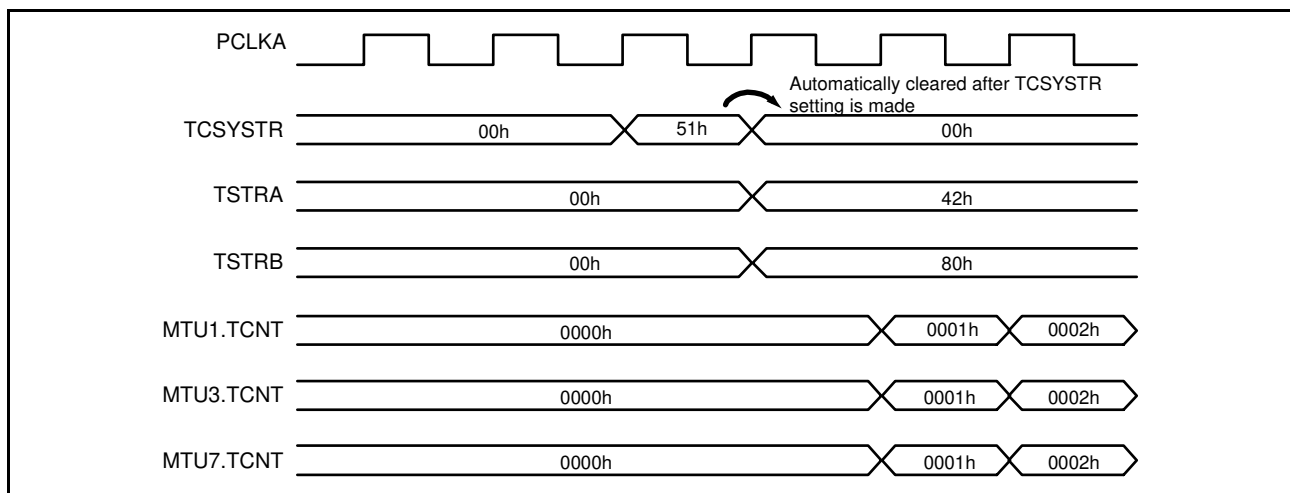 PCLKA
Automatically cleared after TCSYSTR
setting is made
TCSYSTR 00h 51h 00h
TSTRA 00h 42h
TSTRB 00h 80h
MTU1.TCNT 0000h 0001h 0002h
MTU3.TCNT 0000h 0001h 0002h
MTU7.TCNT 0000h 0001h 0002h